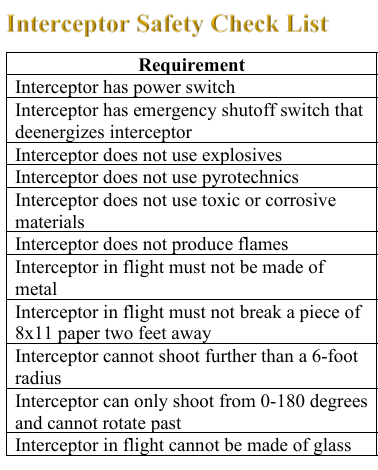 Interceptor Safety Check List
Requirement
Interceptor has power switch
Interceptor has emergency shutoff switch that
deenergizes interceptor
Interceptor does not use explosives
Interceptor does not use pyrotechnics
Interceptor does not use toxic or corrosive
materials
Interceptor does not produce flames
Interceptor in flight must not be made of
metal
Interceptor in flight must not break a piece of
8x11 paper two feet away
Interceptor cannot shoot further than a 6-foot
radius
Interceptor can only shoot from 0-180 degrees
and cannot rotate past
Interceptor in flight cannot be made of glass